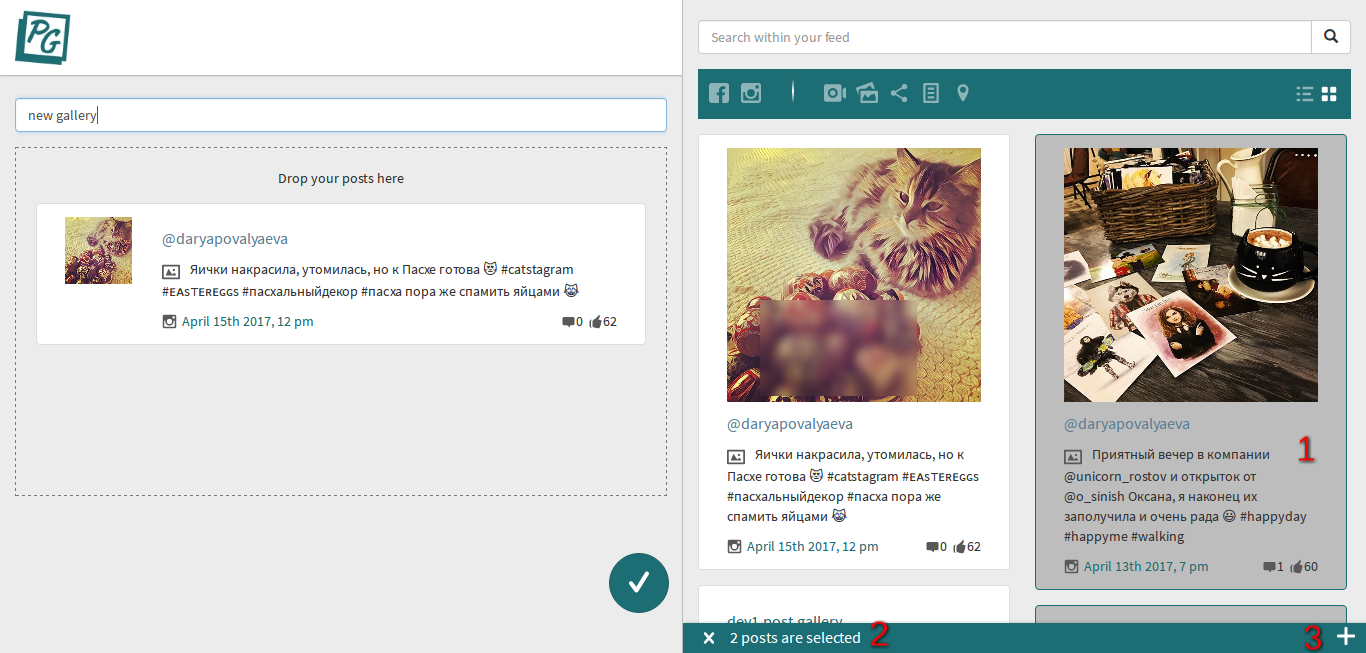 PG
new gallery
Drop your posts here
@daryapovalyaeva
Яички накрасила, утомилась, но к Пасхе готова 😿 #catstagram
#ᴇᴀsᴛᴇʀᴇɢɢs #пасхальныйдекор #пасха пора же спамить яйцами 😹
April 15th 2017, 12 pm
0 62
Search within your feed
@daryapovalyaeva
Яички накрасила, утомилась, но к
Пасхе готова 😿 #catstagram #ᴇᴀsᴛᴇʀᴇɢɢs
#пасхальныйдекор #пасха пора же
спамить яйцами 😹
April 15th 2017, 12 pm
0 62
dev1 post gallery
@daryapovalyaeva
Приятный вечер в компании
@unicorn_rostov и открыток от
@o_sinish Оксана, я наконец их
заполучила и очень рада 😃 #happyday
#happyme #walking
April 13th 2017, 7 pm
1 60
1
2 posts are selected
2
3